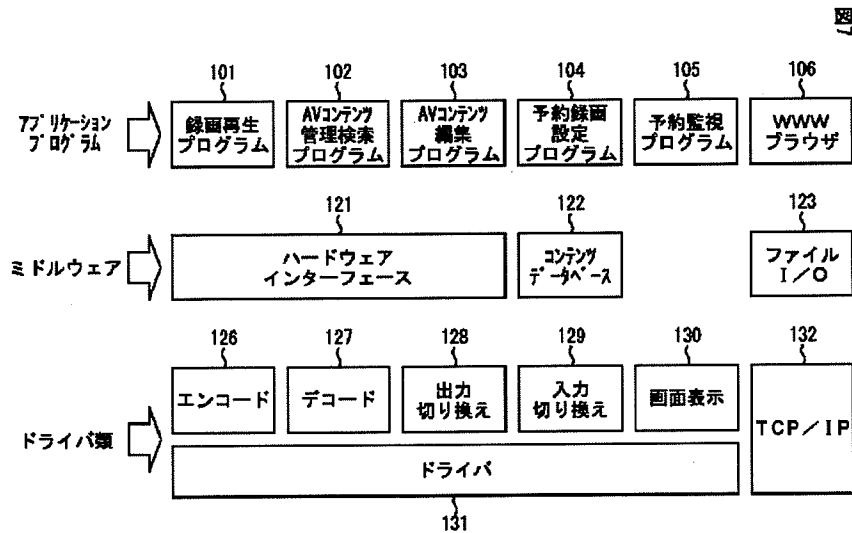 図7
101
102
103
104
105
106
アプリケーション
プログラム
録画再生
プログラム
AVコンテンツ
管理検索
プログラム
AVコンテンツ
編集
プログラム
予約録画
設定
プログラム
予約監視
プログラム
WWW
ブラウザ
121
122
123
ミドルウェア
ハードウェア
インターフェース
コンテンツ
データベース
ファイル
I/O
126
127
128
129
130
132
ドライバ類
エンコード
デコード
出力
切り換え
入力
切り換え
画面表示
TCP/IP
ドライバ
131